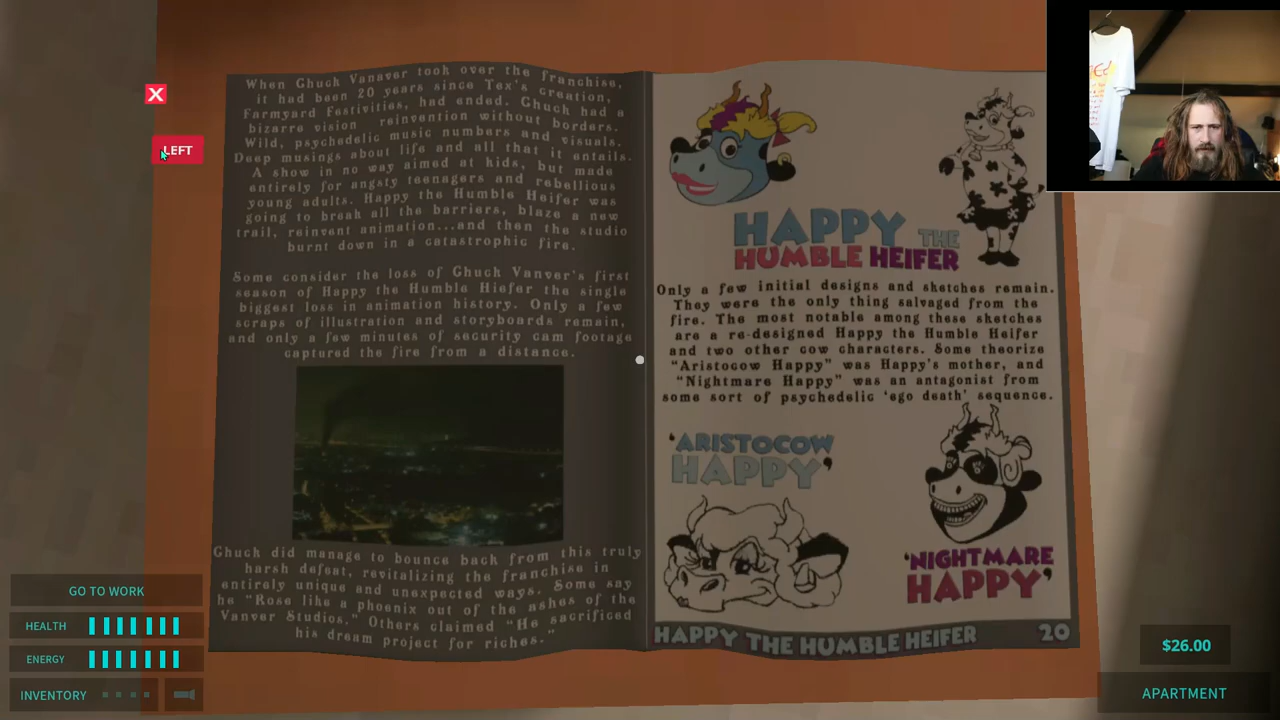 When Ghuck Vanaver took over the franchise,
it had been 20 years since Tex's creation,
Farmyard Festivities, had ended. Ghuck had a
bizarre vision reinvention without borders.
Wild, psychedelic music numbers and visuals.
Deep musings about life and all that it entails.
A show in no way aimed at kids, but made
entirely for angsty teenagers and rebellious
young adults. Happy the Humble Heifer was
going to break all the barriers, blaze a new
trail, reinvent animation...and then the studio
burnt down in a catastrophic fire.
Some consider the loss of Ghuck Vanver's first
season of Happy the Humble Hiefer the single
biggest loss in animation history. Only a few
scraps of illustration and storyboards remain,
and only a few minutes of security cam footage
captured the fire from a distance.
Ghuck did manage to bounce back from this truly
harsh defeat, revitalizing the franchise in
entirely unique and unexpected ways. Some say
he "Rose like a phoenix out of the ashes of the
Vanver Studios." Others claimed "He sacrificed
his dream project for riches."
HAPPY THE
HUMBLE HEIFER
Only a few initial designs and sketches remain.
They were the only thing salvaged from the
fire. The most notable among these sketches
are a re-designed Happy the Humble Heifer
and two other cow characters. Some theorize
"Aristocow Happy" was Happy's mother, and
"Nightmare Happy" was an antagonist from
some sort of psychedelic 'ego death' sequence.
'ARISTOCOW
HAPPY'
'NIGHTMARE
HAPPY'
HAPPY THE HUMBLE HEIFER 20
X
LEFT
GO TO WORK
HEALTH
ENERGY
INVENTORY
$26.00
APARTMENT